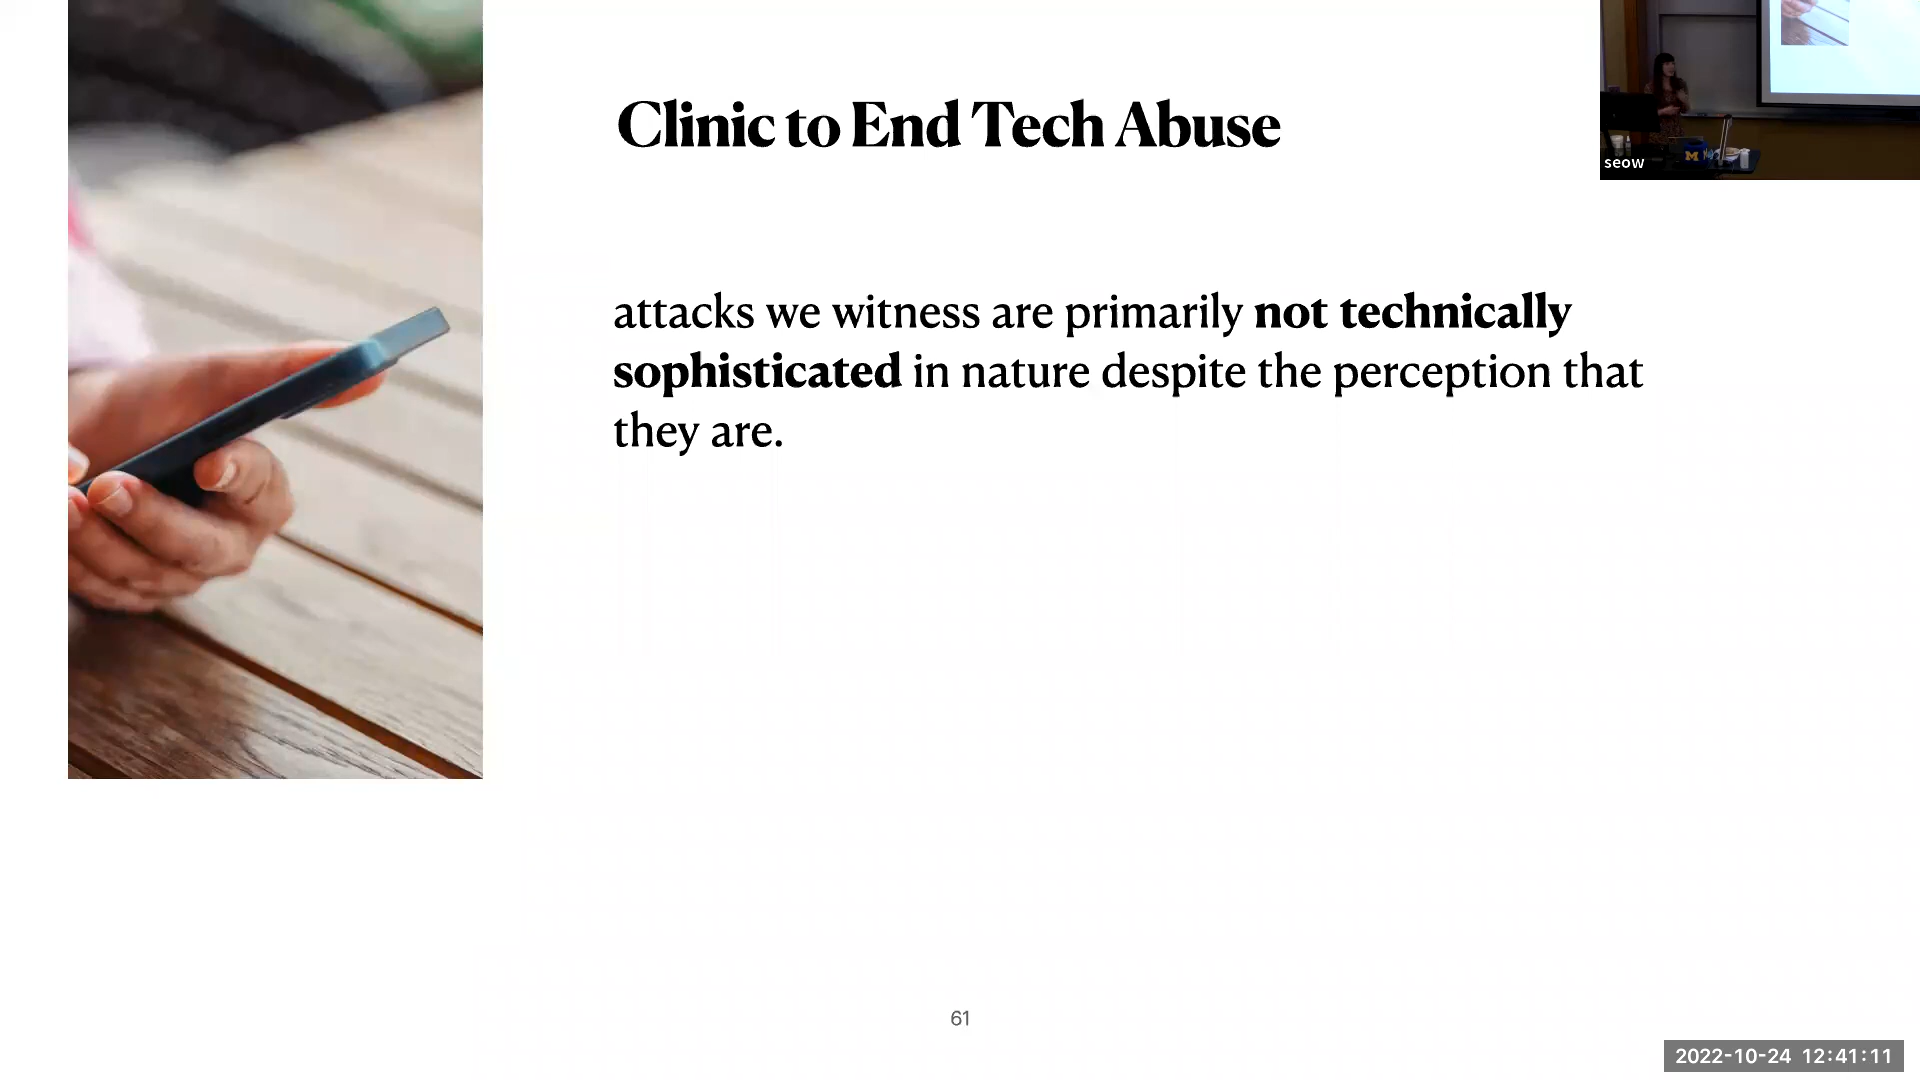 Clinic to End Tech Abuse
seow
M
attacks we witness are primarily not technically
sophisticated in nature despite the perception that
they are.
61
2022-10-24 12:41:11